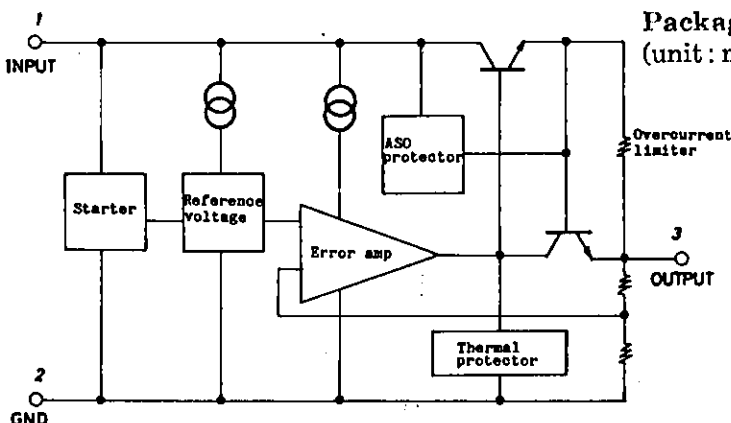 1
INPUT
Packag
(unit: m
Overcurrent
limiter
ASO
protector
Starter
Reference
voltage
Error amp
3
OUTPUT
Thermal
protector
2
GND